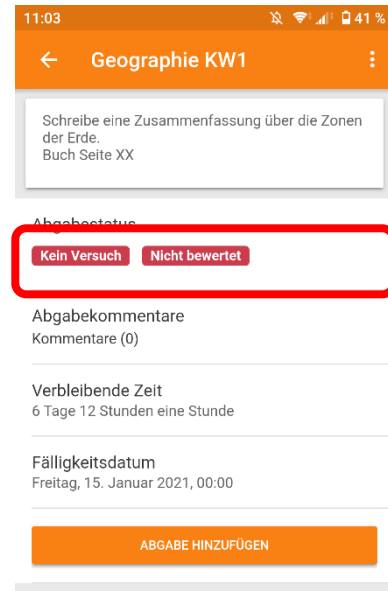 11:03 41 %
Geographie KW1
Schreibe eine Zusammenfassung über die Zonen
der Erde.
Buch Seite XX
Abgabestatus
Kein Versuch Nicht bewertet
Abgabekommentare
Kommentare (0)
Verbleibende Zeit
6 Tage 12 Stunden eine Stunde
Fälligkeitsdatum
Freitag, 15. Januar 2021, 00:00
ABGABE HINZUFÜGEN